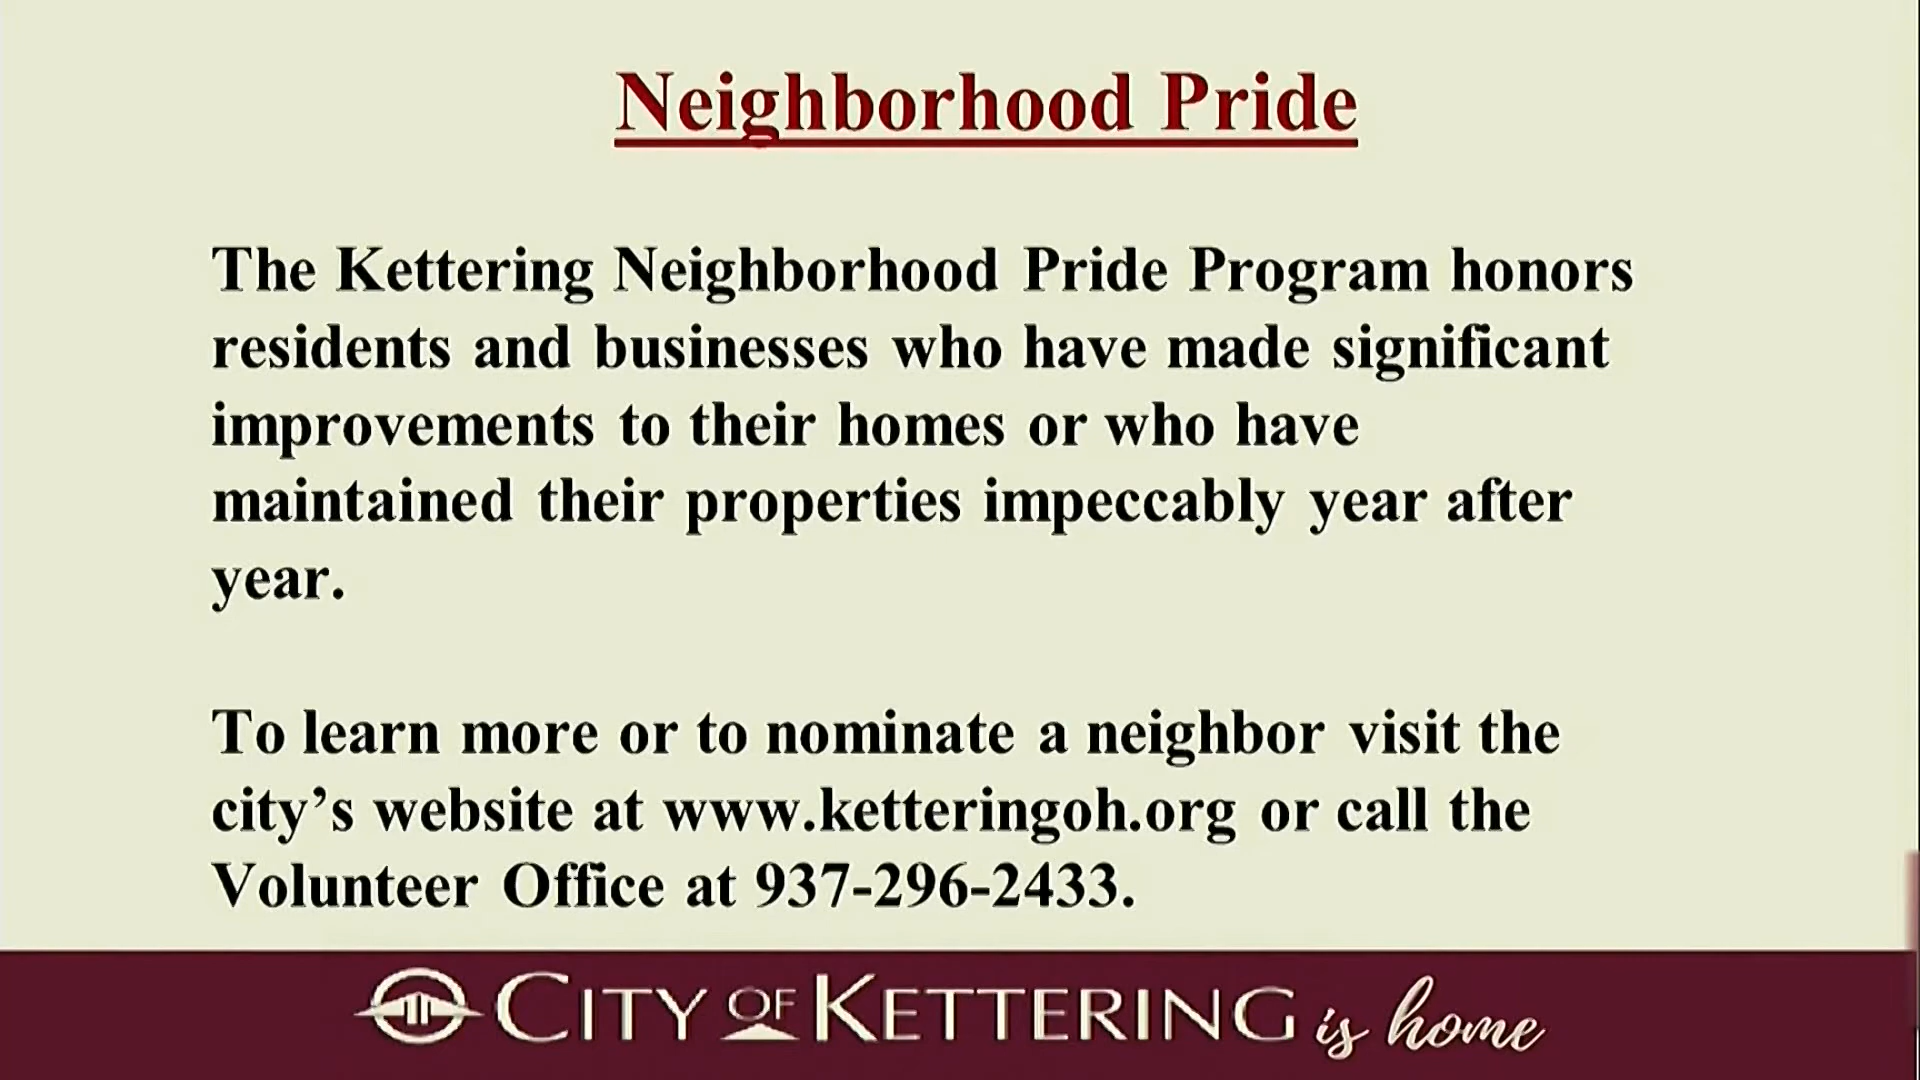 Neighborhood Pride
The Kettering Neighborhood Pride Program honors
residents and businesses who have made significant
improvements to their homes or who have
maintained their properties impeccably year after
year.
To learn more or to nominate a neighbor visit the
city’s website at www.ketteringoh.org or call the
Volunteer Office at 937-296-2433.
CITY OF KETTERING is home